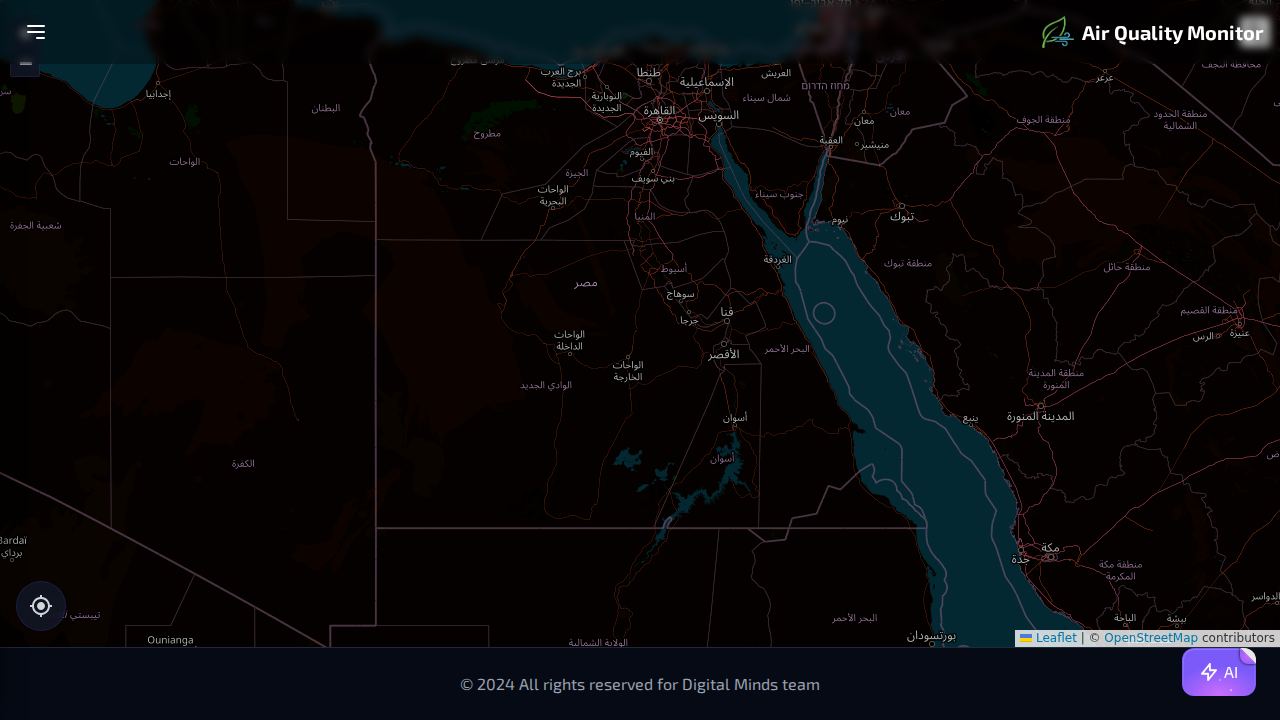 Air Quality Monitor
برج العرب
الجديدة
طنطا
الإسماعيلية
العريش
شمال سيناء
מחוז הדרום
عرعر
إجدابيا
البطنان
النوبارية
الجديدة
القاهرة
السويس
معان
معان
منطقة الجوف
منطقة الحدود
الشمالية
مطروح
العقبة
الواحات
الفيوم
الجيزة
بني سويف
الواحات
البحرية
جنوب سيناء
المنيا
نيوم
تبوك
شعبية الجفرة
الغردقة
منطقة تبوك
منطقة حائل
أسيوط
مصر
سوهاج
جرجا
قنا
منطقة القصيم
عنيزة
الرس
الواحات
الداخلة
الأقصر
البحر الأحمر
الواحات
الخارجة
الوادي الجديد
منطقة المدينة
المنورة
المدينة المنورة
ينبع
أسوان
أسوان
الكفرة
Bardaï
برداي
مكة
جدة
منطقة مكة
المكرمة
الدواسر
الباحة
بيشة
البحر الأحمر
Ounianga
الولاية الشمالية
بورتسودان
Leaflet | © OpenStreetMap contributors
© 2024 All rights reserved for Digital Minds team
AI